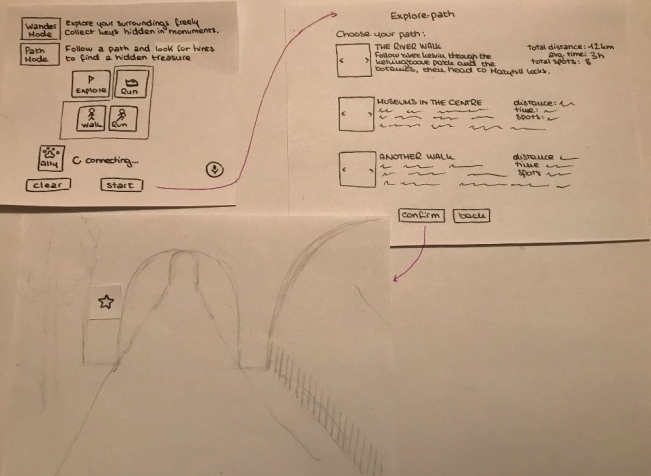 Wander Mode
Explore your surroundings freely
Collect keys hidden in monuments.
Path Mode
Follow a path and look for hints
to find a hidden treasure
Explore
Run
Walk
Run
Ally
connecting...
clear
start
Explore-path
Choose your path:
THE RIVER WALK
Follow river kelvin through the
kelvingrove park and the
then head to Maryhill locks.
Total distance: 12km
avg. time: 3h
total spots: 8
MUSEUMS IN THE CENTRE
distance:
time:
spots:
ANOTHER WALK
distance
time
spots
confirm
back